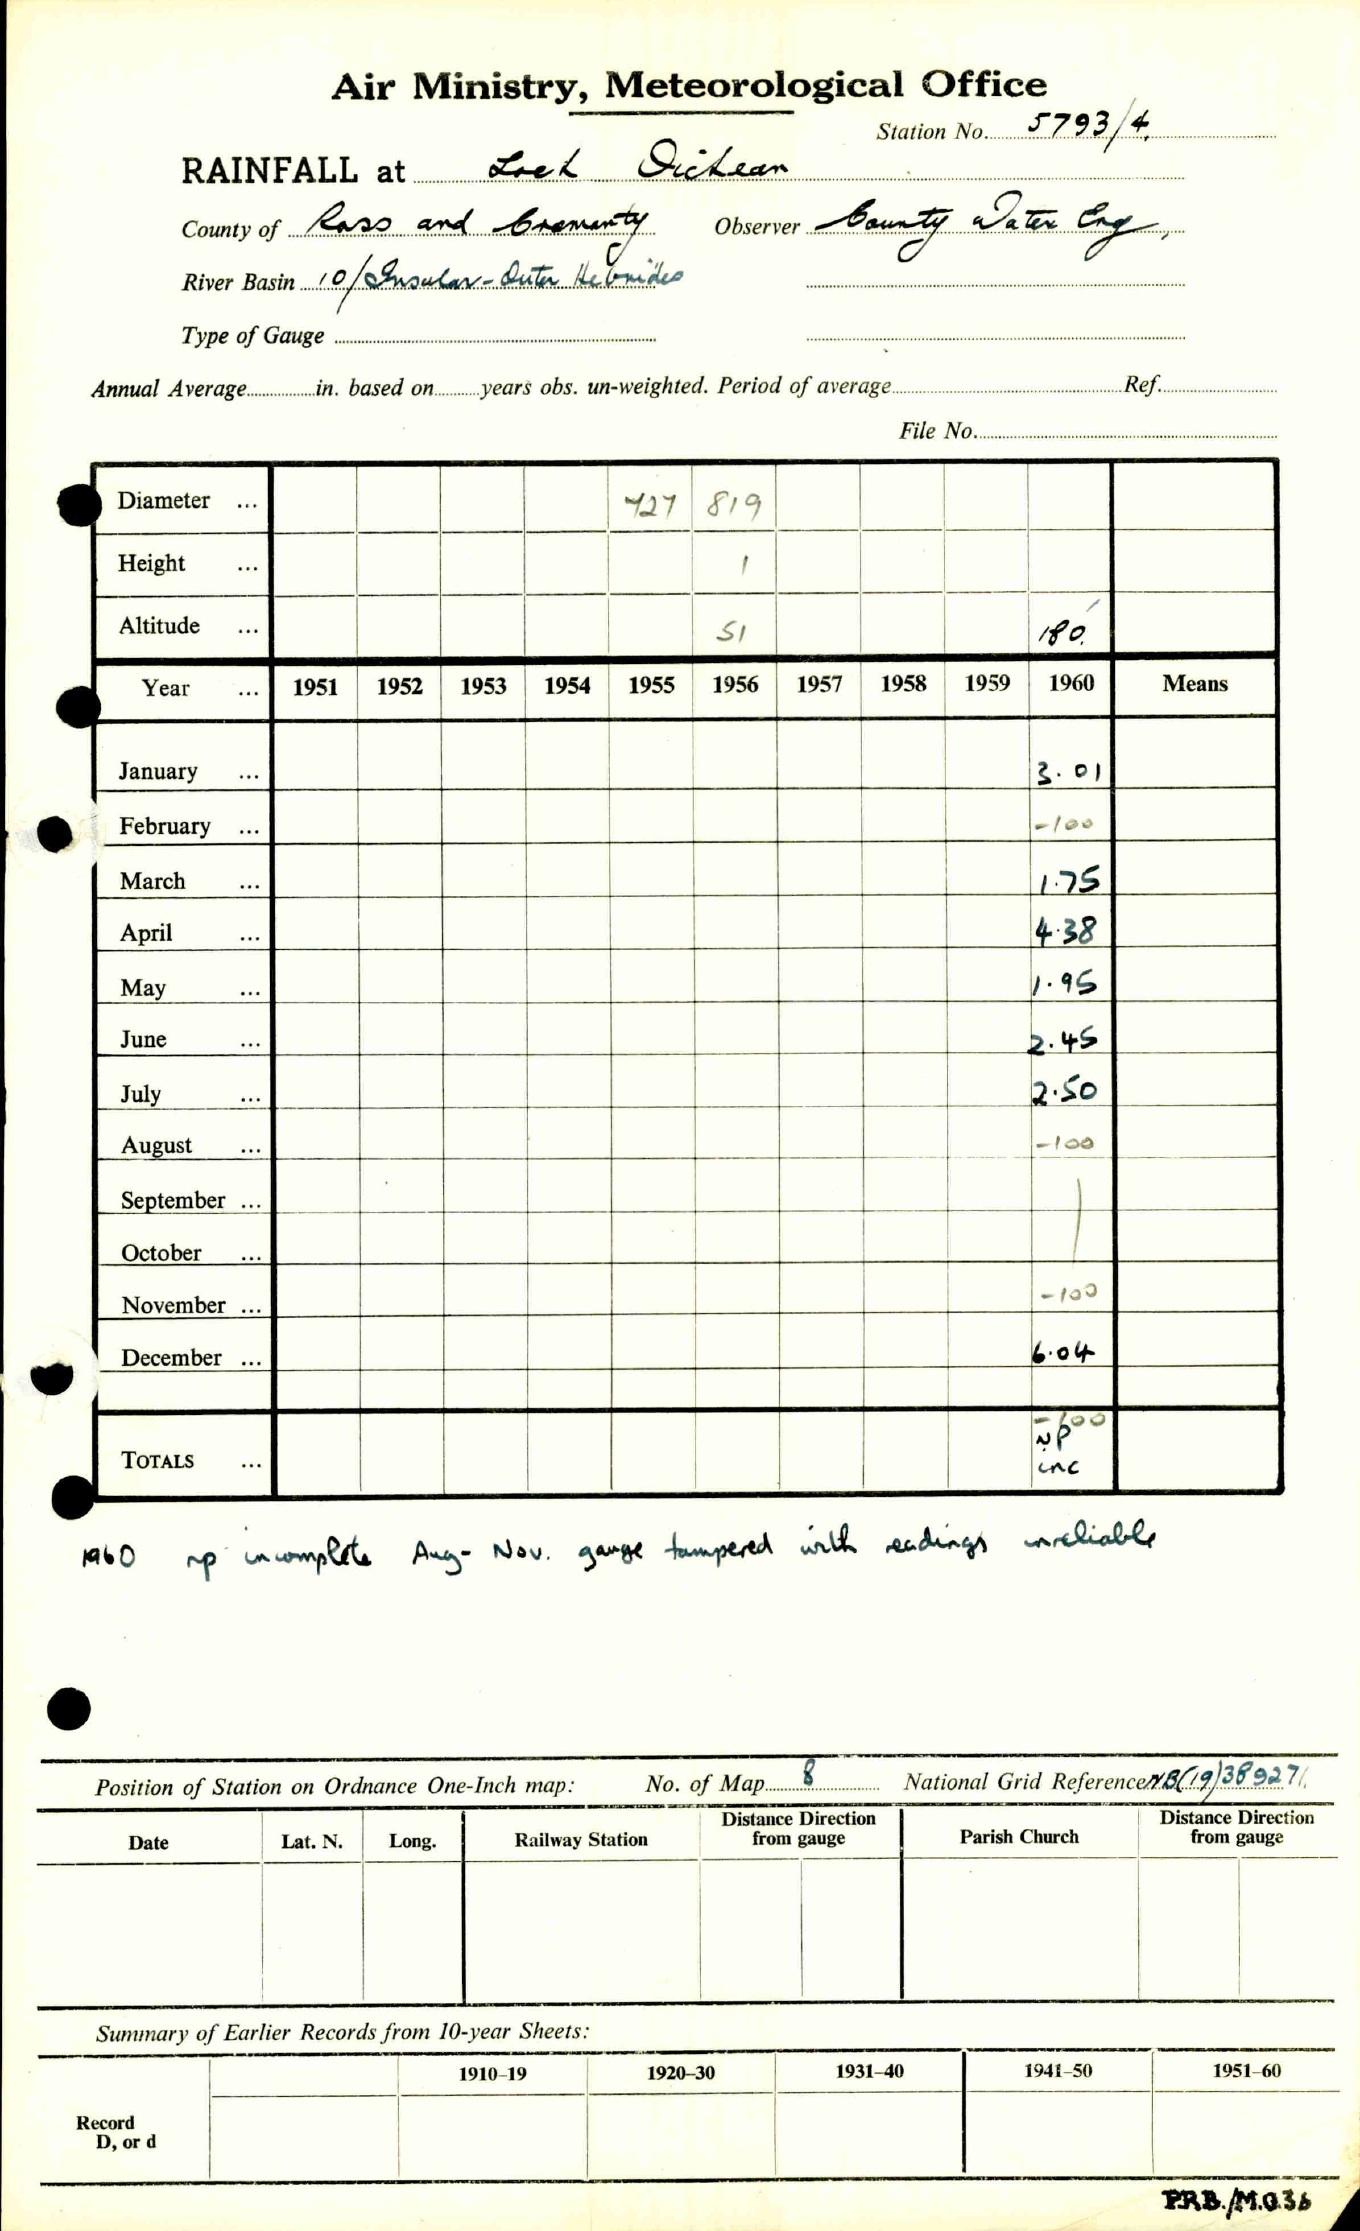 Air Ministry, Meteorological Office
Station No. 5793/4.
RAINFALL at Loch
County of Ross and Cromarty Observer County Water Eng,
River Basin 10/Insular-Outer Hebrides
Type of Gauge
Annual Average in. based on years obs. un-weighted. Period of average Ref.
File No.
Diameter ... 727 819
Height ... 1
Altitude ... 51 180'
Year ... 1951 1952 1953 1954 1955 1956 1957 1958 1959 1960 Means
January ... 3.01
February ... -100
March ... 1.75
April ... 4.38
May ... 1.95
June ... 2.45
July ... 2.50
August ... -100
September ...
October ...
November ... -100
December ... 6.04
-100
NP
TOTALS ... inc
1960 np incomplete Aug- Nov. gauge tampered with readings unreliable
Position of Station on Ordnance One-Inch map: No. of Map 8 National Grid Reference NB(19)389271
Date Lat. N. Long. Railway Station Distance Direction from gauge Parish Church Distance Direction from gauge
Summary of Earlier Records from 10-year Sheets:
1910–19 1920–30 1931–40 1941–50 1951–60
Record
D, or d
P.R.B./M.O.36